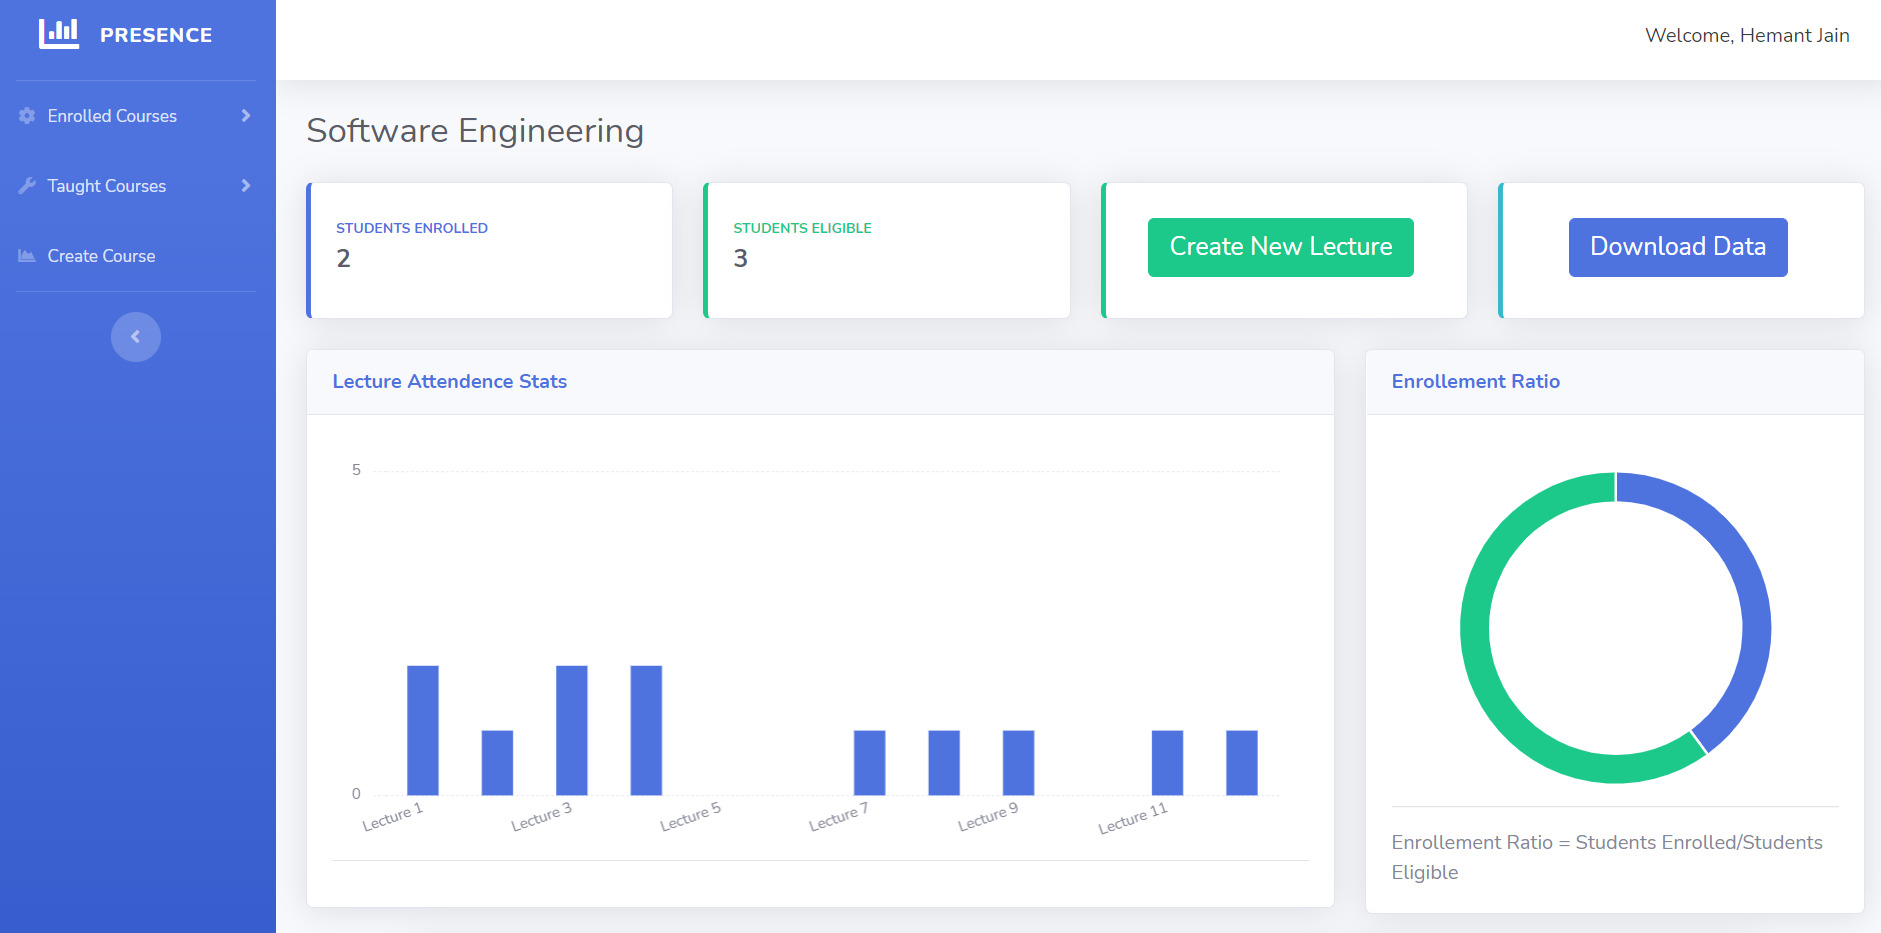 PRESENCE
Welcome, Hemant Jain
Enrolled Courses
Taught Courses
Create Course
Software Engineering
STUDENTS ENROLLED
2
STUDENTS ELIGIBLE
3
Create New Lecture
Download Data
Lecture Attendence Stats
5
0
Lecture 1
Lecture 3
Lecture 5
Lecture 7
Lecture 9
Lecture 11
Enrollement Ratio
Enrollement Ratio = Students Enrolled/Students
Eligible